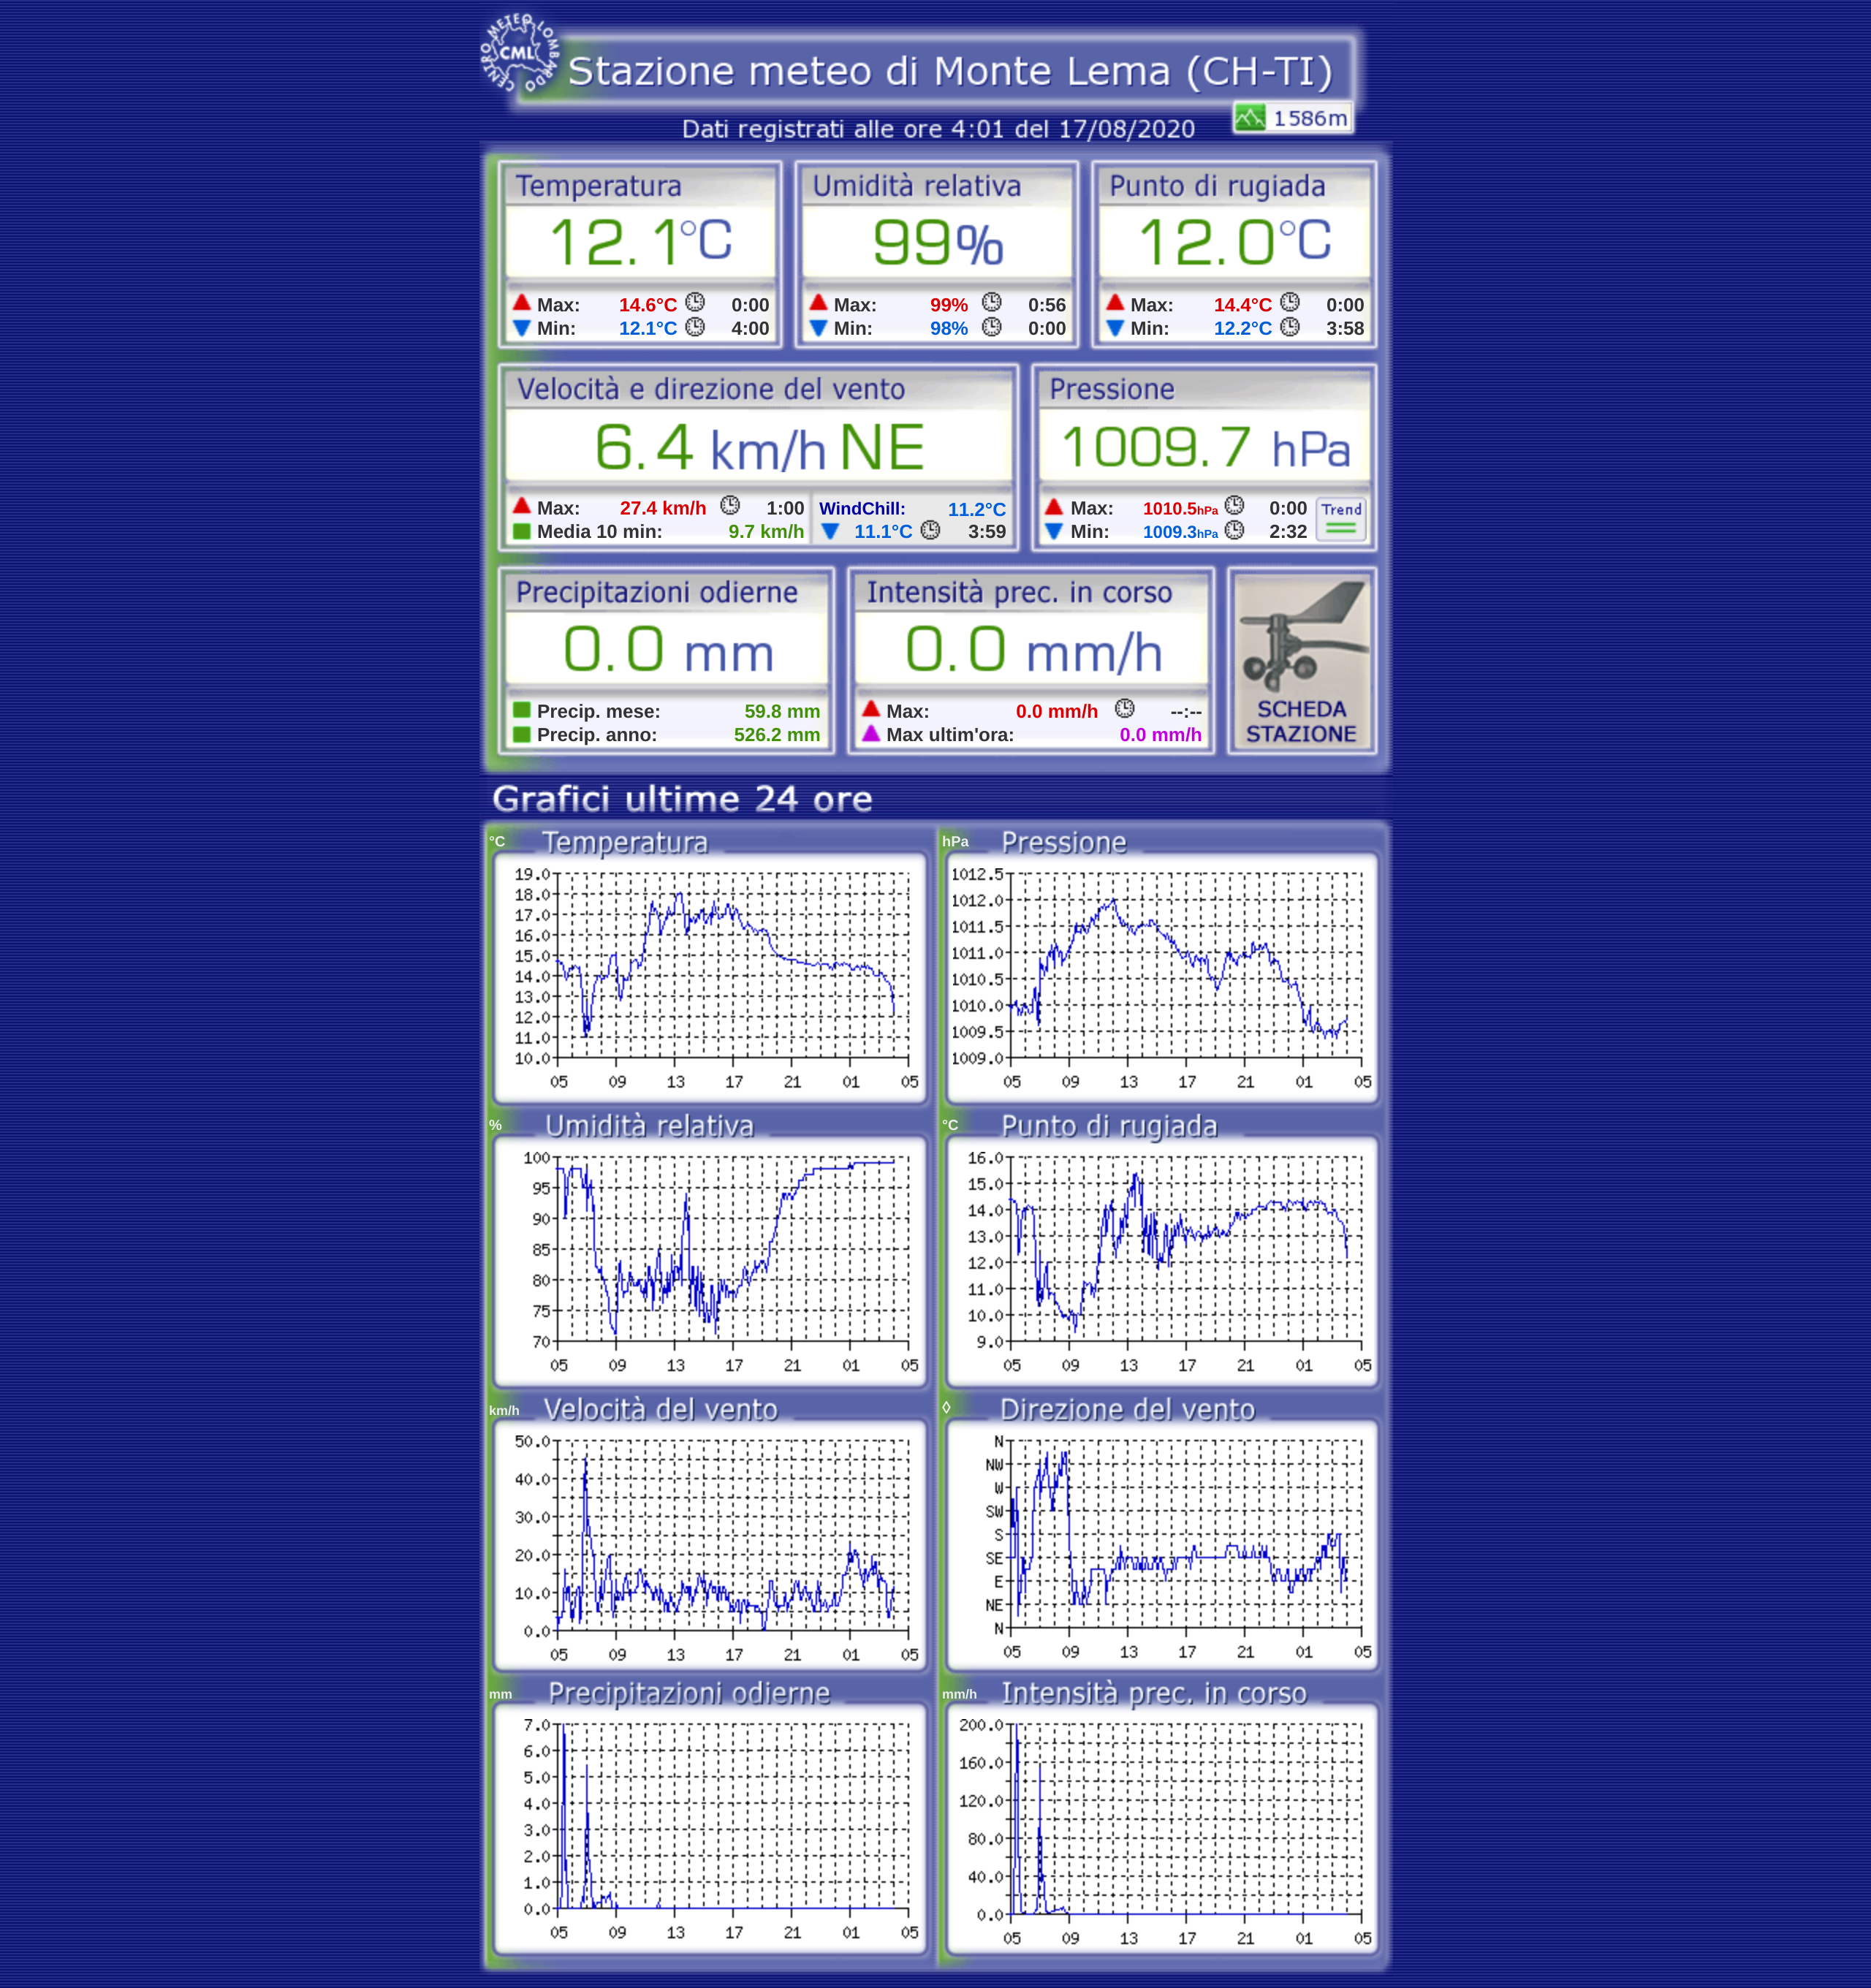 CENTRO METEO LOMBARDO
CML
Stazione meteo di Monte Lema (CH-TI)
1586m
Dati registrati alle ore 4:01 del 17/08/2020
Temperatura
12.1°C
Max: 14.6°C 0:00
Min: 12.1°C 4:00
Umidità relativa
99%
Max: 99% 0:56
Min: 98% 0:00
Punto di rugiada
12.0°C
Max: 14.4°C 0:00
Min: 12.2°C 3:58
Velocità e direzione del vento
6.4 km/h NE
Max: 27.4 km/h 1:00
Media 10 min: 9.7 km/h
WindChill: 11.2°C
11.1°C 3:59
Pressione
1009.7 hPa
Max: 1010.5hPa 0:00
Min: 1009.3hPa 2:32
Trend
Precipitazioni odierne
0.0 mm
Precip. mese: 59.8 mm
Precip. anno: 526.2 mm
Intensità prec. in corso
0.0 mm/h
Max: 0.0 mm/h --:--
Max ultim'ora: 0.0 mm/h
SCHEDA
STAZIONE
Grafici ultime 24 ore
°C Temperatura
19.0
18.0
17.0
16.0
15.0
14.0
13.0
12.0
11.0
10.0
05 09 13 17 21 01 05
hPa Pressione
1012.5
1012.0
1011.5
1011.0
1010.5
1010.0
1009.5
1009.0
05 09 13 17 21 01 05
% Umidità relativa
100
95
90
85
80
75
70
05 09 13 17 21 01 05
°C Punto di rugiada
16.0
15.0
14.0
13.0
12.0
11.0
10.0
9.0
05 09 13 17 21 01 05
km/h Velocità del vento
50.0
40.0
30.0
20.0
10.0
0.0
05 09 13 17 21 01 05
◊ Direzione del vento
N
NW
W
SW
S
SE
E
NE
N
05 09 13 17 21 01 05
mm Precipitazioni odierne
7.0
6.0
5.0
4.0
3.0
2.0
1.0
0.0
05 09 13 17 21 01 05
mm/h Intensità prec. in corso
200.0
160.0
120.0
80.0
40.0
0.0
05 09 13 17 21 01 05